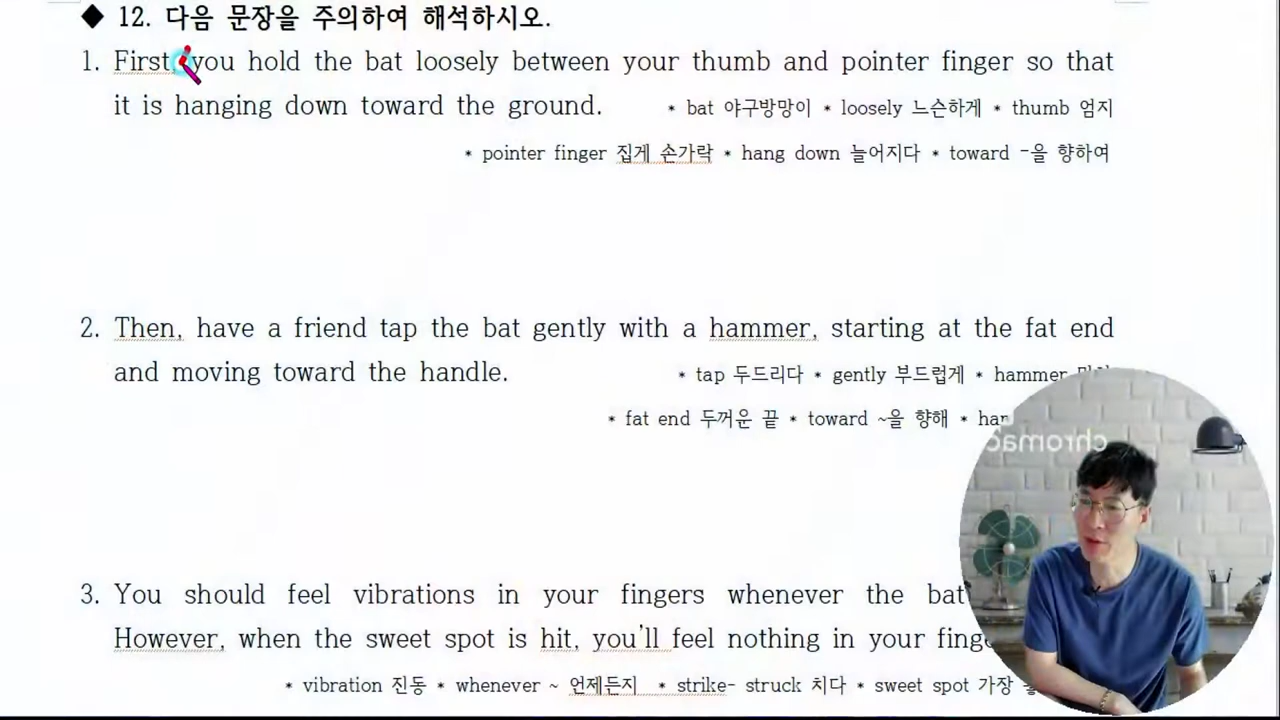 ◆ 12. 다음 문장을 주의하여 해석하시오.
1. First, you hold the bat loosely between your thumb and pointer finger so that
it is hanging down toward the ground. * bat 야구방망이 * loosely 느슨하게 * thumb 엄지
* pointer finger 집게 손가락 * hang down 늘어지다 * toward -을 향하여
2. Then, have a friend tap the bat gently with a hammer, starting at the fat end
and moving toward the handle. * tap 두드리다 * gently 부드럽게 * hammer
* fat end 두꺼운 끝 * toward ~을 향해 *
chromac
3. You should feel vibrations in your fingers whenever the bat
However, when the sweet spot is hit, you'll feel nothing in your
* vibration 진동 * whenever ~ 언제든지 * strike- struck 치다 * sweet spot 가장